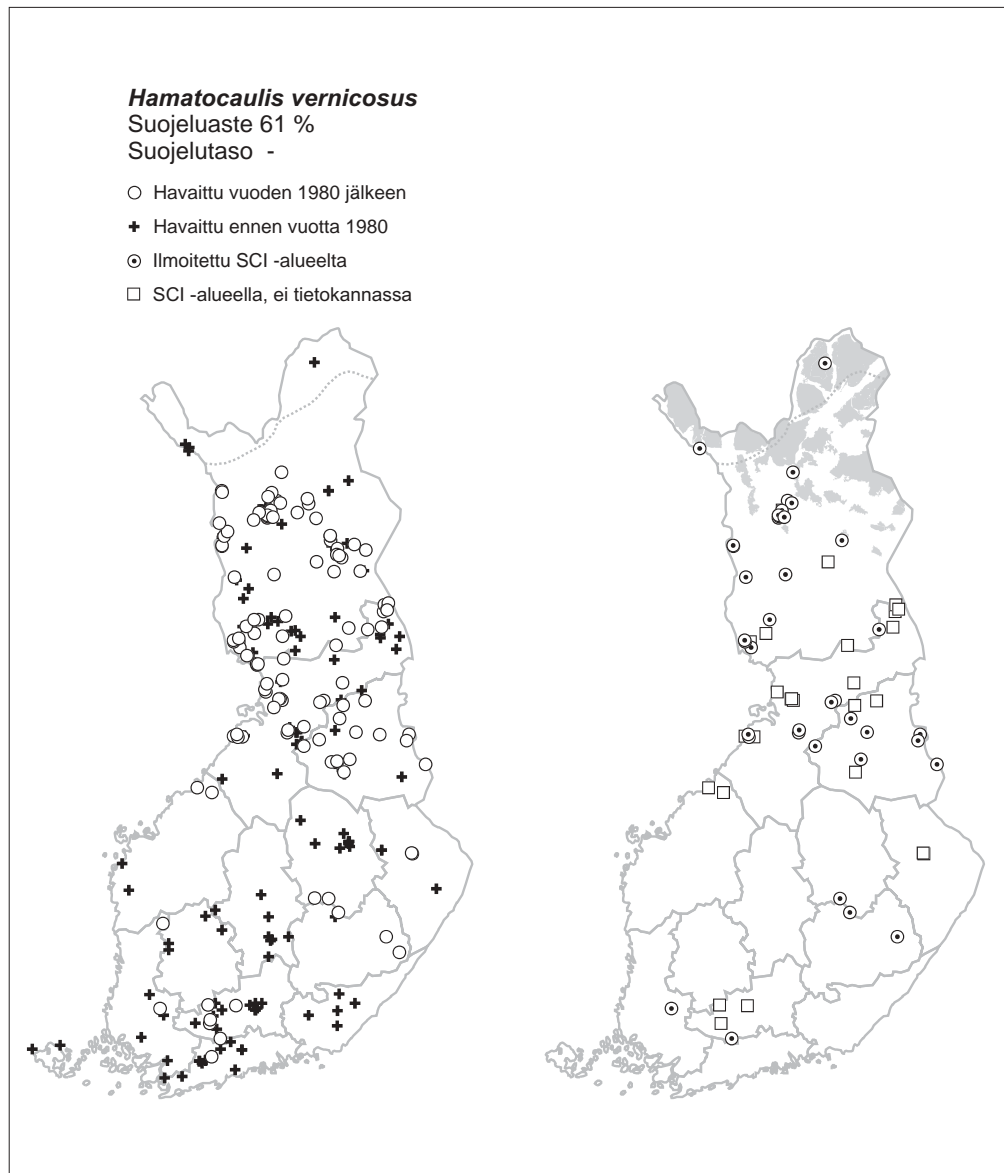 Hamatocaulis vernicosus
Suojeluaste 61 %
Suojelutaso -
Havaittu vuoden 1980 jälkeen
Havaittu ennen vuotta 1980
Ilmoitettu SCI -alueelta
SCI -alueella, ei tietokannassa